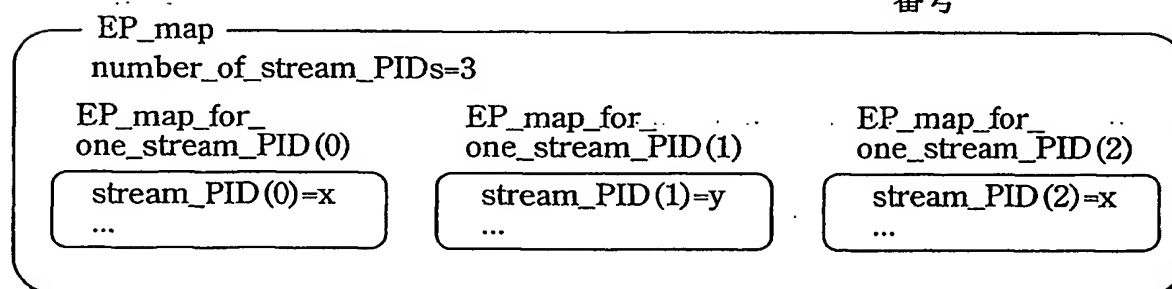 番号
EP_map
number_of_stream_PIDs=3
EP_map_for_
one_stream_PID(0)
stream_PID(0)=x
...
EP_map_for_
one_stream_PID(1)
stream_PID(1)=y
...
EP_map_for_
one_stream_PID(2)
stream_PID(2)=x
...